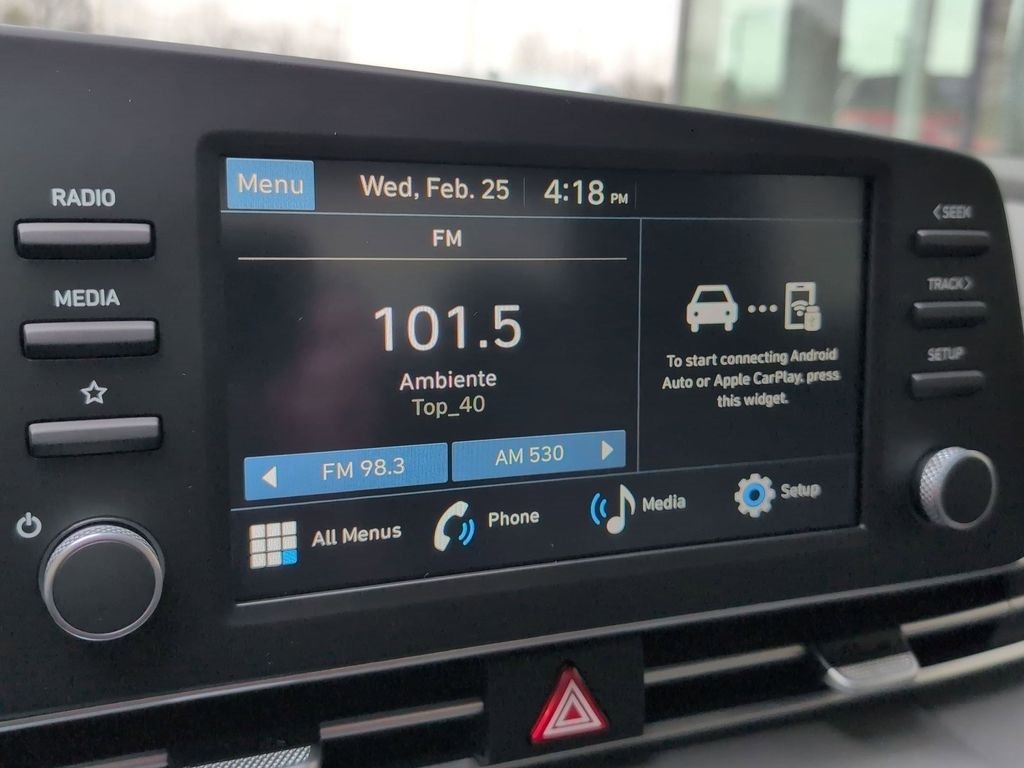 RADIO
MEDIA
Menu
Wed, Feb. 25
4:18 PM
FM
101.5
Ambiente
Top_40
FM 98.3
AM 530
To start connecting Android
Auto or Apple CarPlay, press
this widget.
All Menus
Phone
Media
Setup
< SEEK
TRACK >
SETUP